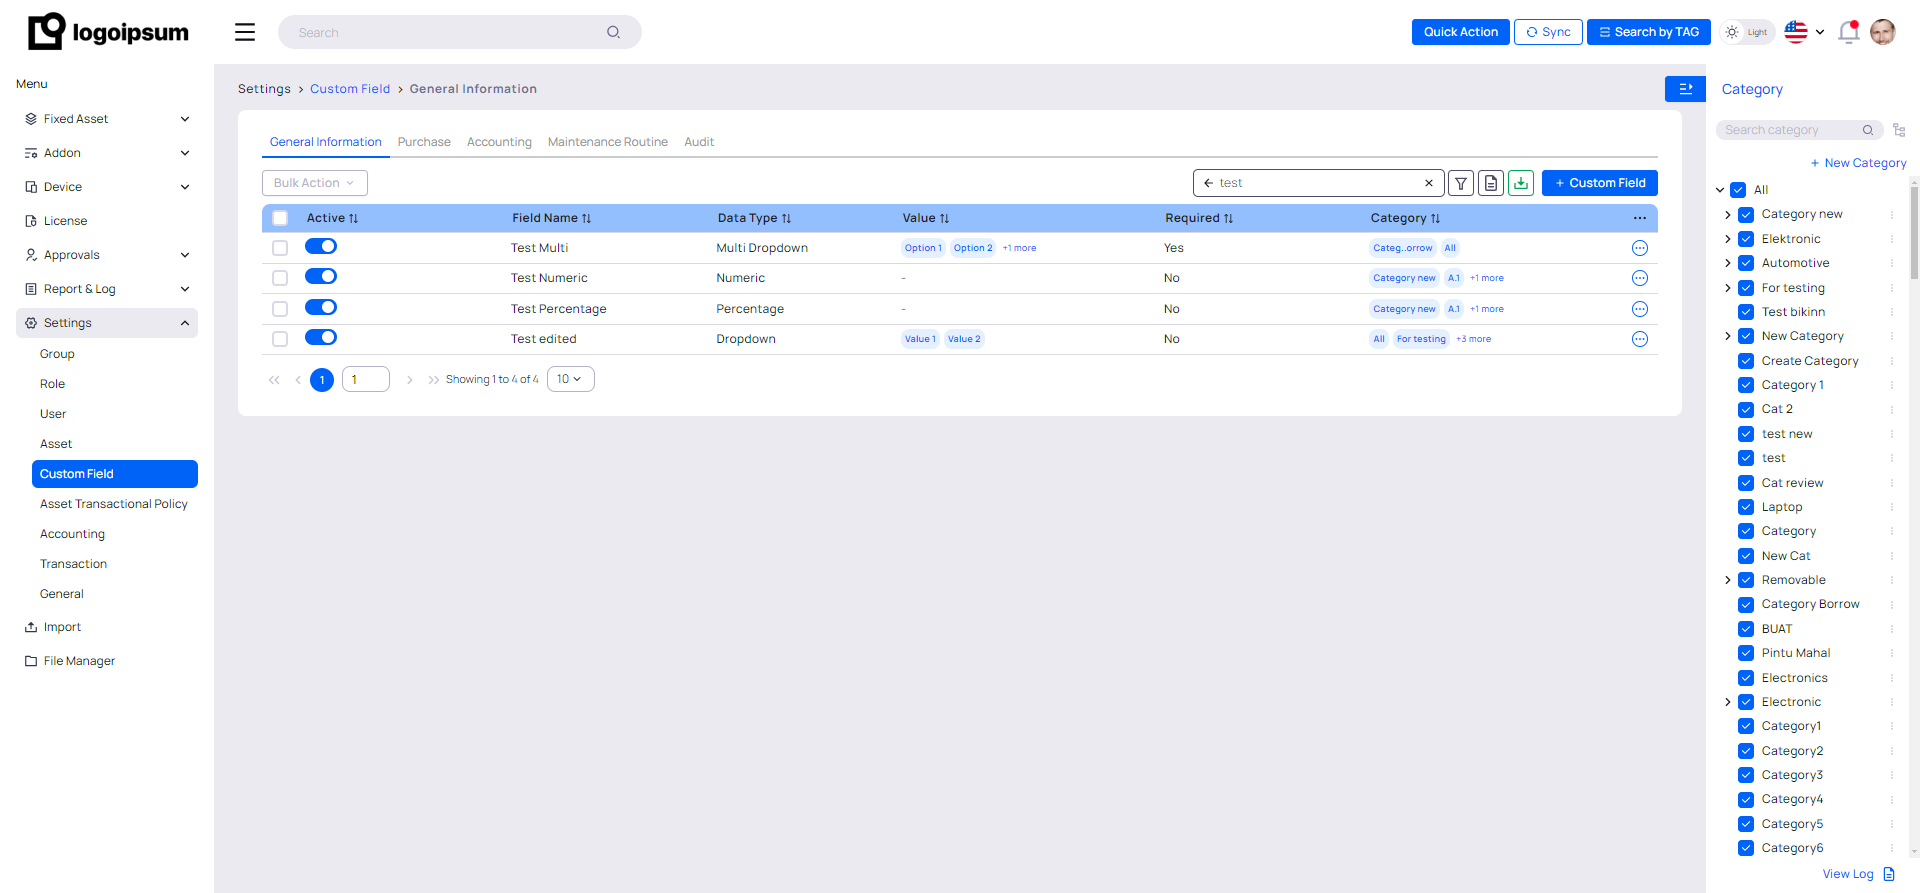 logoipsum
Search
Quick Action
Sync
Search by TAG
Light
Menu
Fixed Asset
Addon
Device
License
Approvals
Report & Log
Settings
Group
Role
User
Asset
Custom Field
Asset Transactional Policy
Accounting
Transaction
General
Import
File Manager
Settings > Custom Field > General Information
General Information Purchase Accounting Maintenance Routine Audit
Bulk Action
test
+ Custom Field
Active Field Name Data Type Value Required Category
Test Multi Multi Dropdown Option 1 Option 2 +1 more Yes Categ..orrow All
Test Numeric Numeric - No Category new A.1 +1 more
Test Percentage Percentage - No Category new A.1 +1 more
Test edited Dropdown Value 1 Value 2 No All For testing +3 more
1 1 Showing 1 to 4 of 4 10
Category
Search category
+ New Category
All
Category new
Elektronic
Automotive
For testing
Test bikinn
New Category
Create Category
Category 1
Cat 2
test new
test
Cat review
Laptop
Category
New Cat
Removable
Category Borrow
BUAT
Pintu Mahal
Electronics
Electronic
Category1
Category2
Category3
Category4
Category5
Category6
View Log